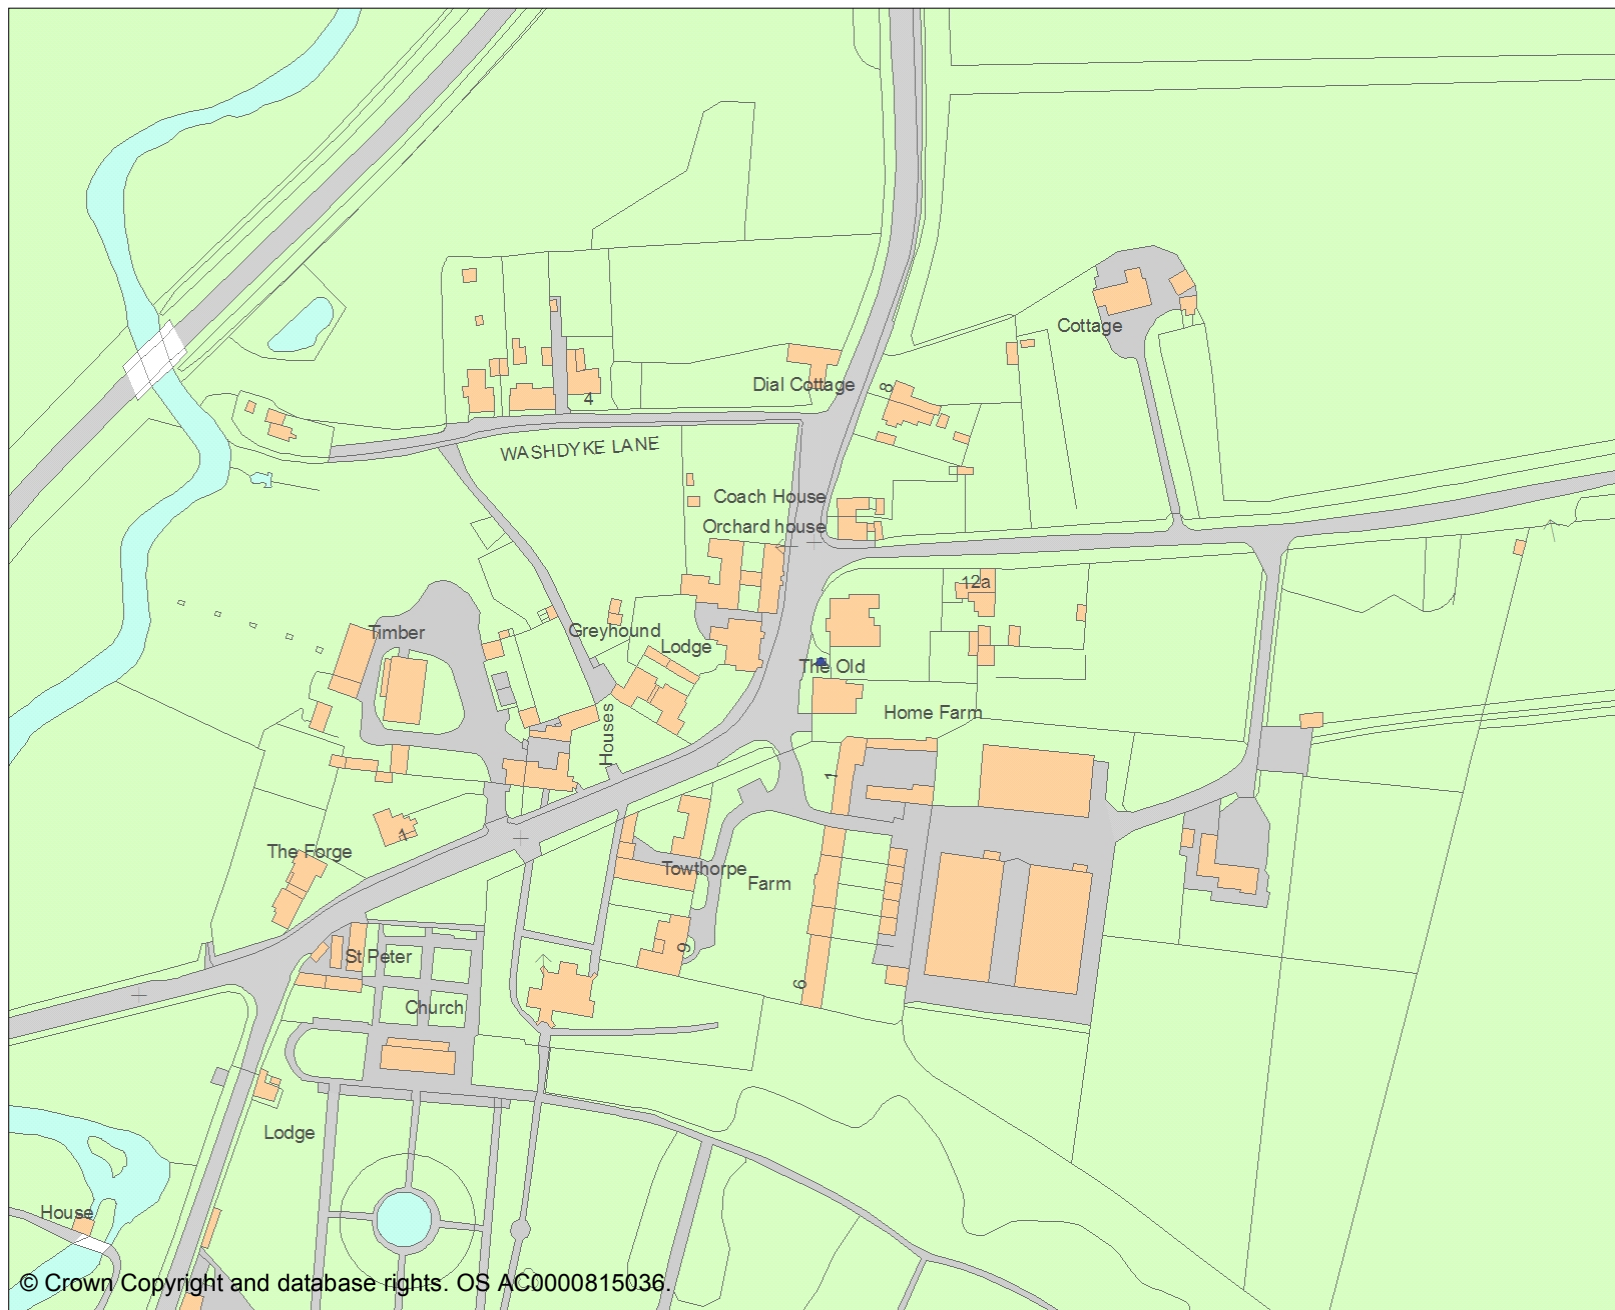 Cottage
Dial Cottage
8
4
WASHDYKE LANE
Coach House
Orchard house
12a
Timber
Greyhound
Lodge
The Old
Houses
Home Farm
1
1
The Forge
Towthorpe
Farm
9
St Peter
6
Church
Lodge
House
© Crown Copyright and database rights. OS AC0000815036.